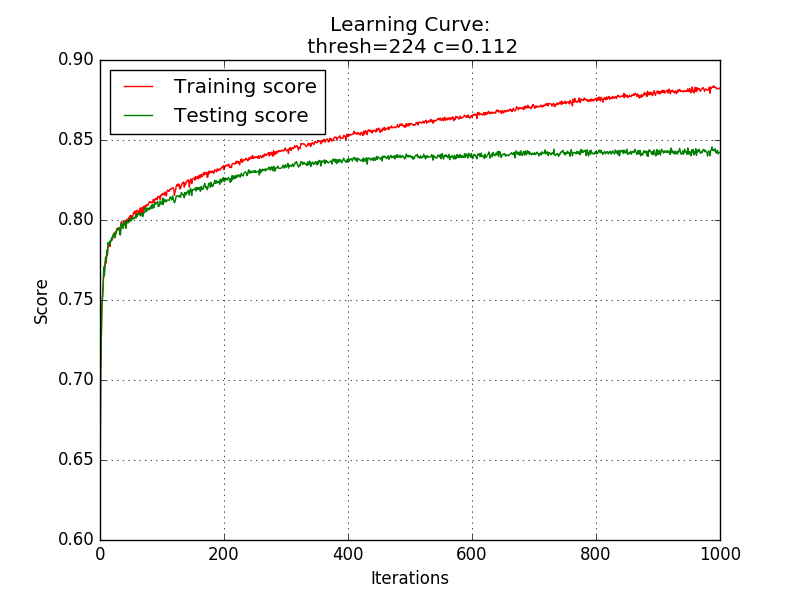 Learning Curve:
thresh=224 c=0.112
0.90
0.85
0.80
0.75
0.70
0.65
0.60
Score
Training score
Testing score
0
200
400
600
800
1000
Iterations